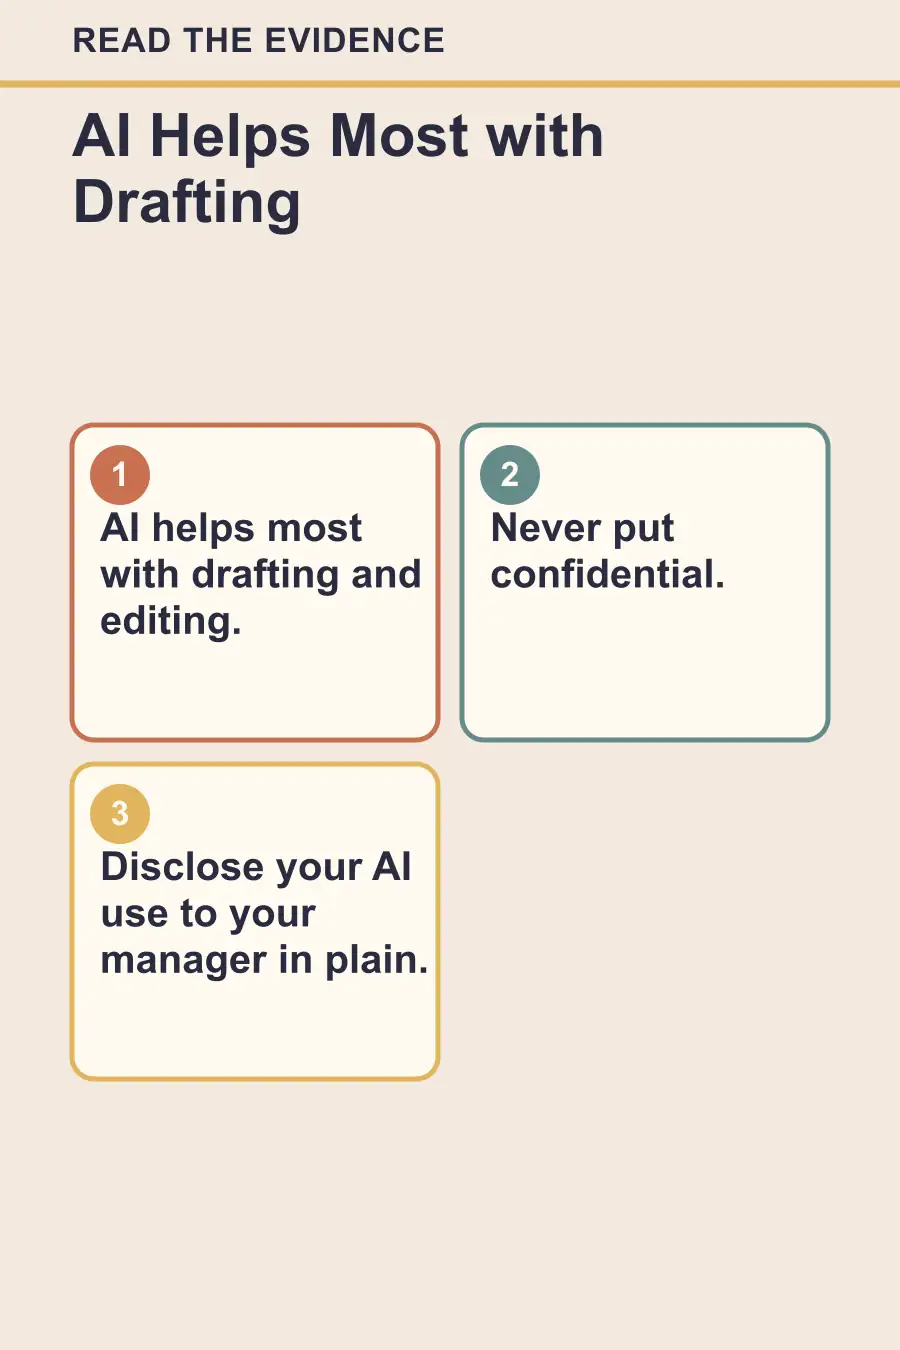 READ THE EVIDENCE
AI Helps Most with
Drafting
1
AI helps most
with drafting and
editing.
2
Never put
confidential.
3
Disclose your AI
use to your
manager in plain.